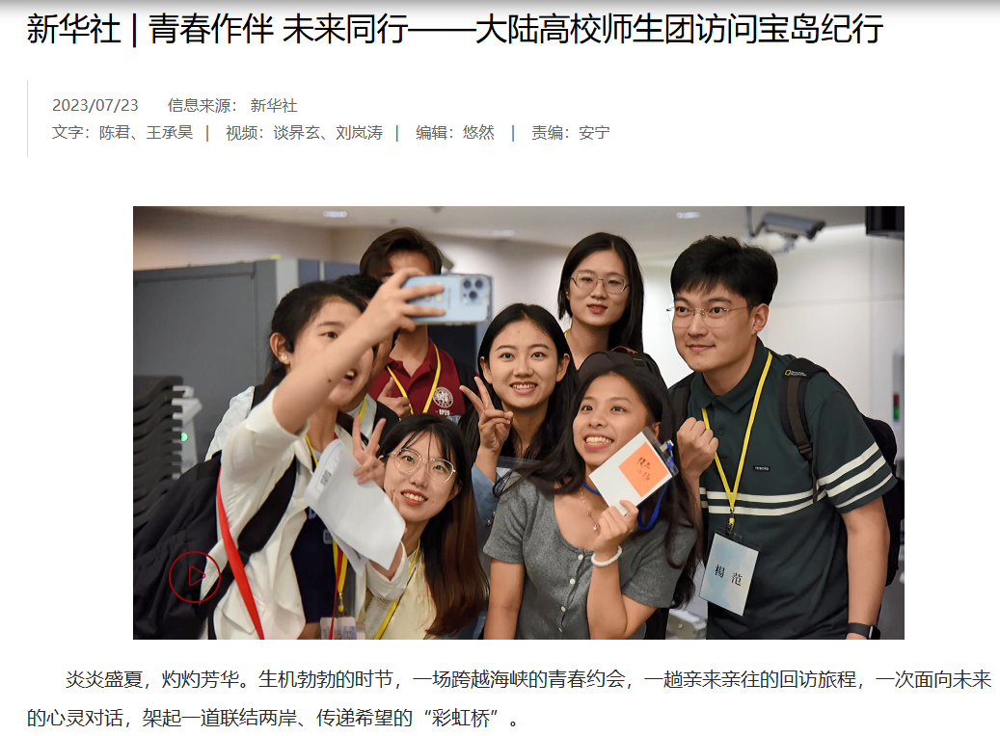 新华社 | 青春作伴 未来同行——大陆高校师生团访问宝岛纪行
2023/07/23 信息来源： 新华社
文字：陈君、王承昊 | 视频：谈昦玄、刘岚涛 | 编辑：悠然 | 责编：安宁
楊 范
炎炎盛夏，灼灼芳华。生机勃勃的时节，一场跨越海峡的青春约会，一趟亲来亲往的回访旅程，一次面向未来
的心灵对话，架起一道联结两岸、传递希望的“彩虹桥”。